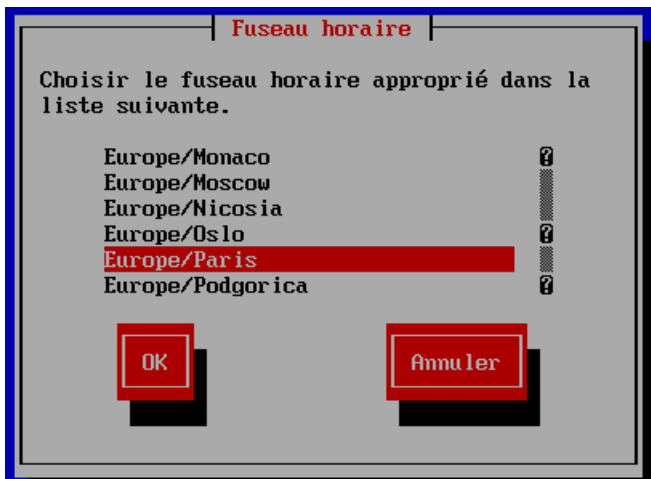 Fuseau horaire
Choisir le fuseau horaire approprié dans la
liste suivante.
Europe/Monaco
Europe/Moscow
Europe/Nicosia
Europe/Oslo
Europe/Paris
Europe/Podgorica
OK
Annuler